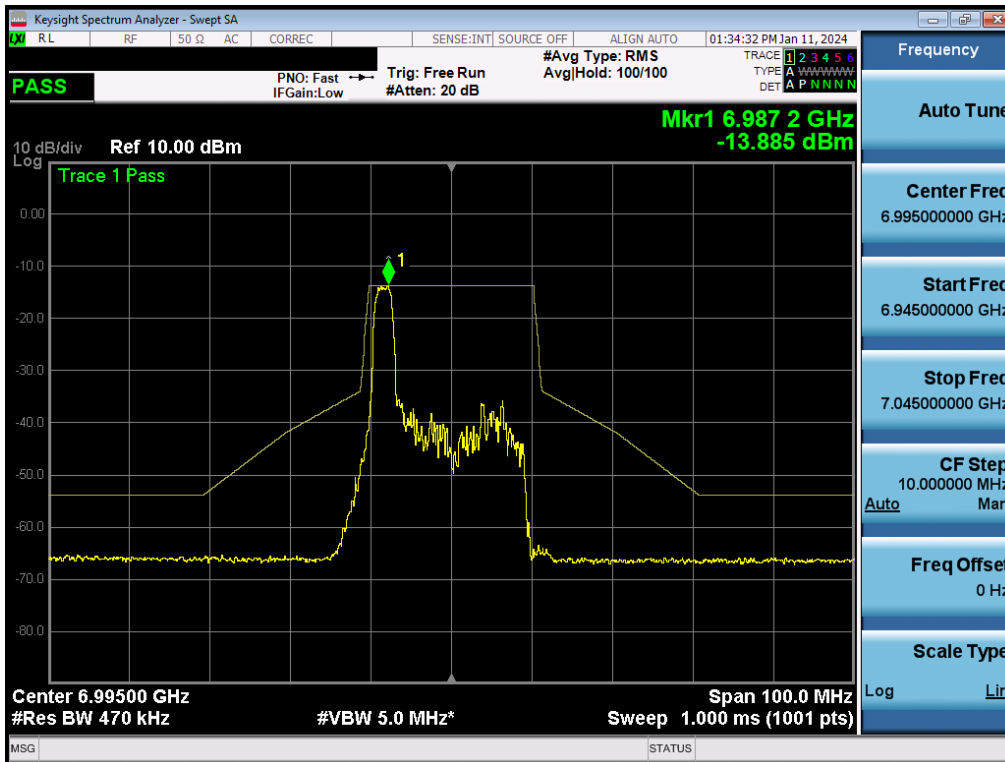 Keysight Spectrum Analyzer - Swept SA
LXI RL RF 50 Ω AC CORREC SENSE:INT SOURCE OFF ALIGN AUTO 01:34:32 PM Jan 11, 2024
PASS
PNO: Fast
IFGain:Low
Trig: Free Run
#Atten: 20 dB
#Avg Type: RMS
Avg|Hold: 100/100
TRACE 1 2 3 4 5 6
TYPE A WWWWW
DET A P N N N N
Mkr1 6.987 2 GHz
-13.885 dBm
10 dB/div
Log
Ref 10.00 dBm
Trace 1 Pass
1
0.00
-10.0
-20.0
-30.0
-40.0
-50.0
-60.0
-70.0
-80.0
Center 6.99500 GHz
Span 100.0 MHz
#Res BW 470 kHz
#VBW 5.0 MHz*
Sweep 1.000 ms (1001 pts)
MSG
STATUS
Frequency
Auto Tune
Center Freq
6.995000000 GHz
Start Freq
6.945000000 GHz
Stop Freq
7.045000000 GHz
CF Step
10.000000 MHz
Auto Man
Freq Offset
0 Hz
Scale Type
Log Lin